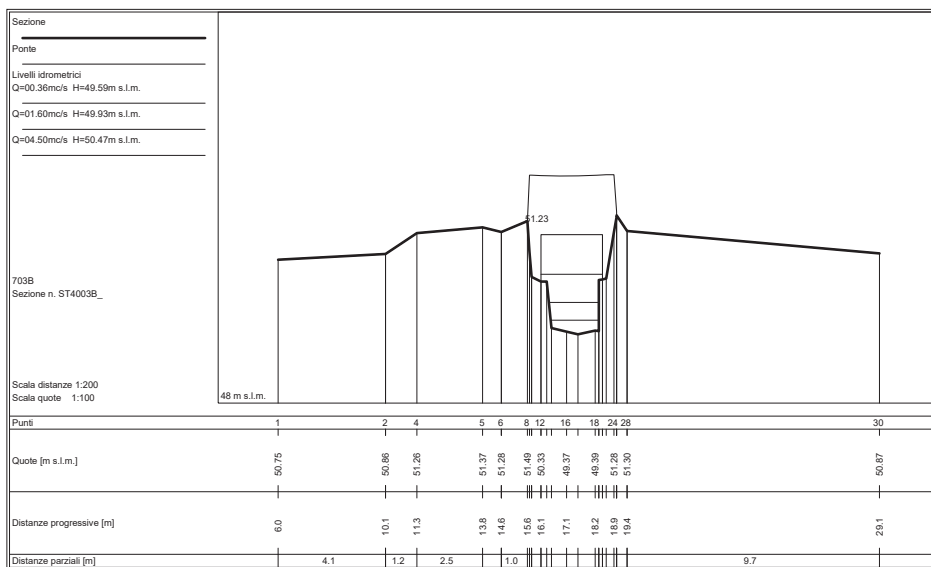 Sezione
Ponte
Livelli idrometrici
Q=00.36mc/s H=49.59m s.l.m.
Q=01.60mc/s H=49.93m s.l.m.
Q=04.50mc/s H=50.47m s.l.m.
51.23
703B
Sezione n. ST4003B_
Scala distanze 1:200
Scala quote 1:100
48 m s.l.m.
Punti 1 2 4 5 6 8 12 16 18 24 28 30
Quote [m s.l.m.] 50.75 50.86 51.26 51.37 51.28 51.49 50.33 49.37 49.39 51.28 51.30 50.87
Distanze progressive [m] 6.0 10.1 11.3 13.8 14.6 15.6 16.1 17.1 18.2 18.9 19.4 29.1
Distanze parziali [m] 4.1 1.2 2.5 1.0 9.7